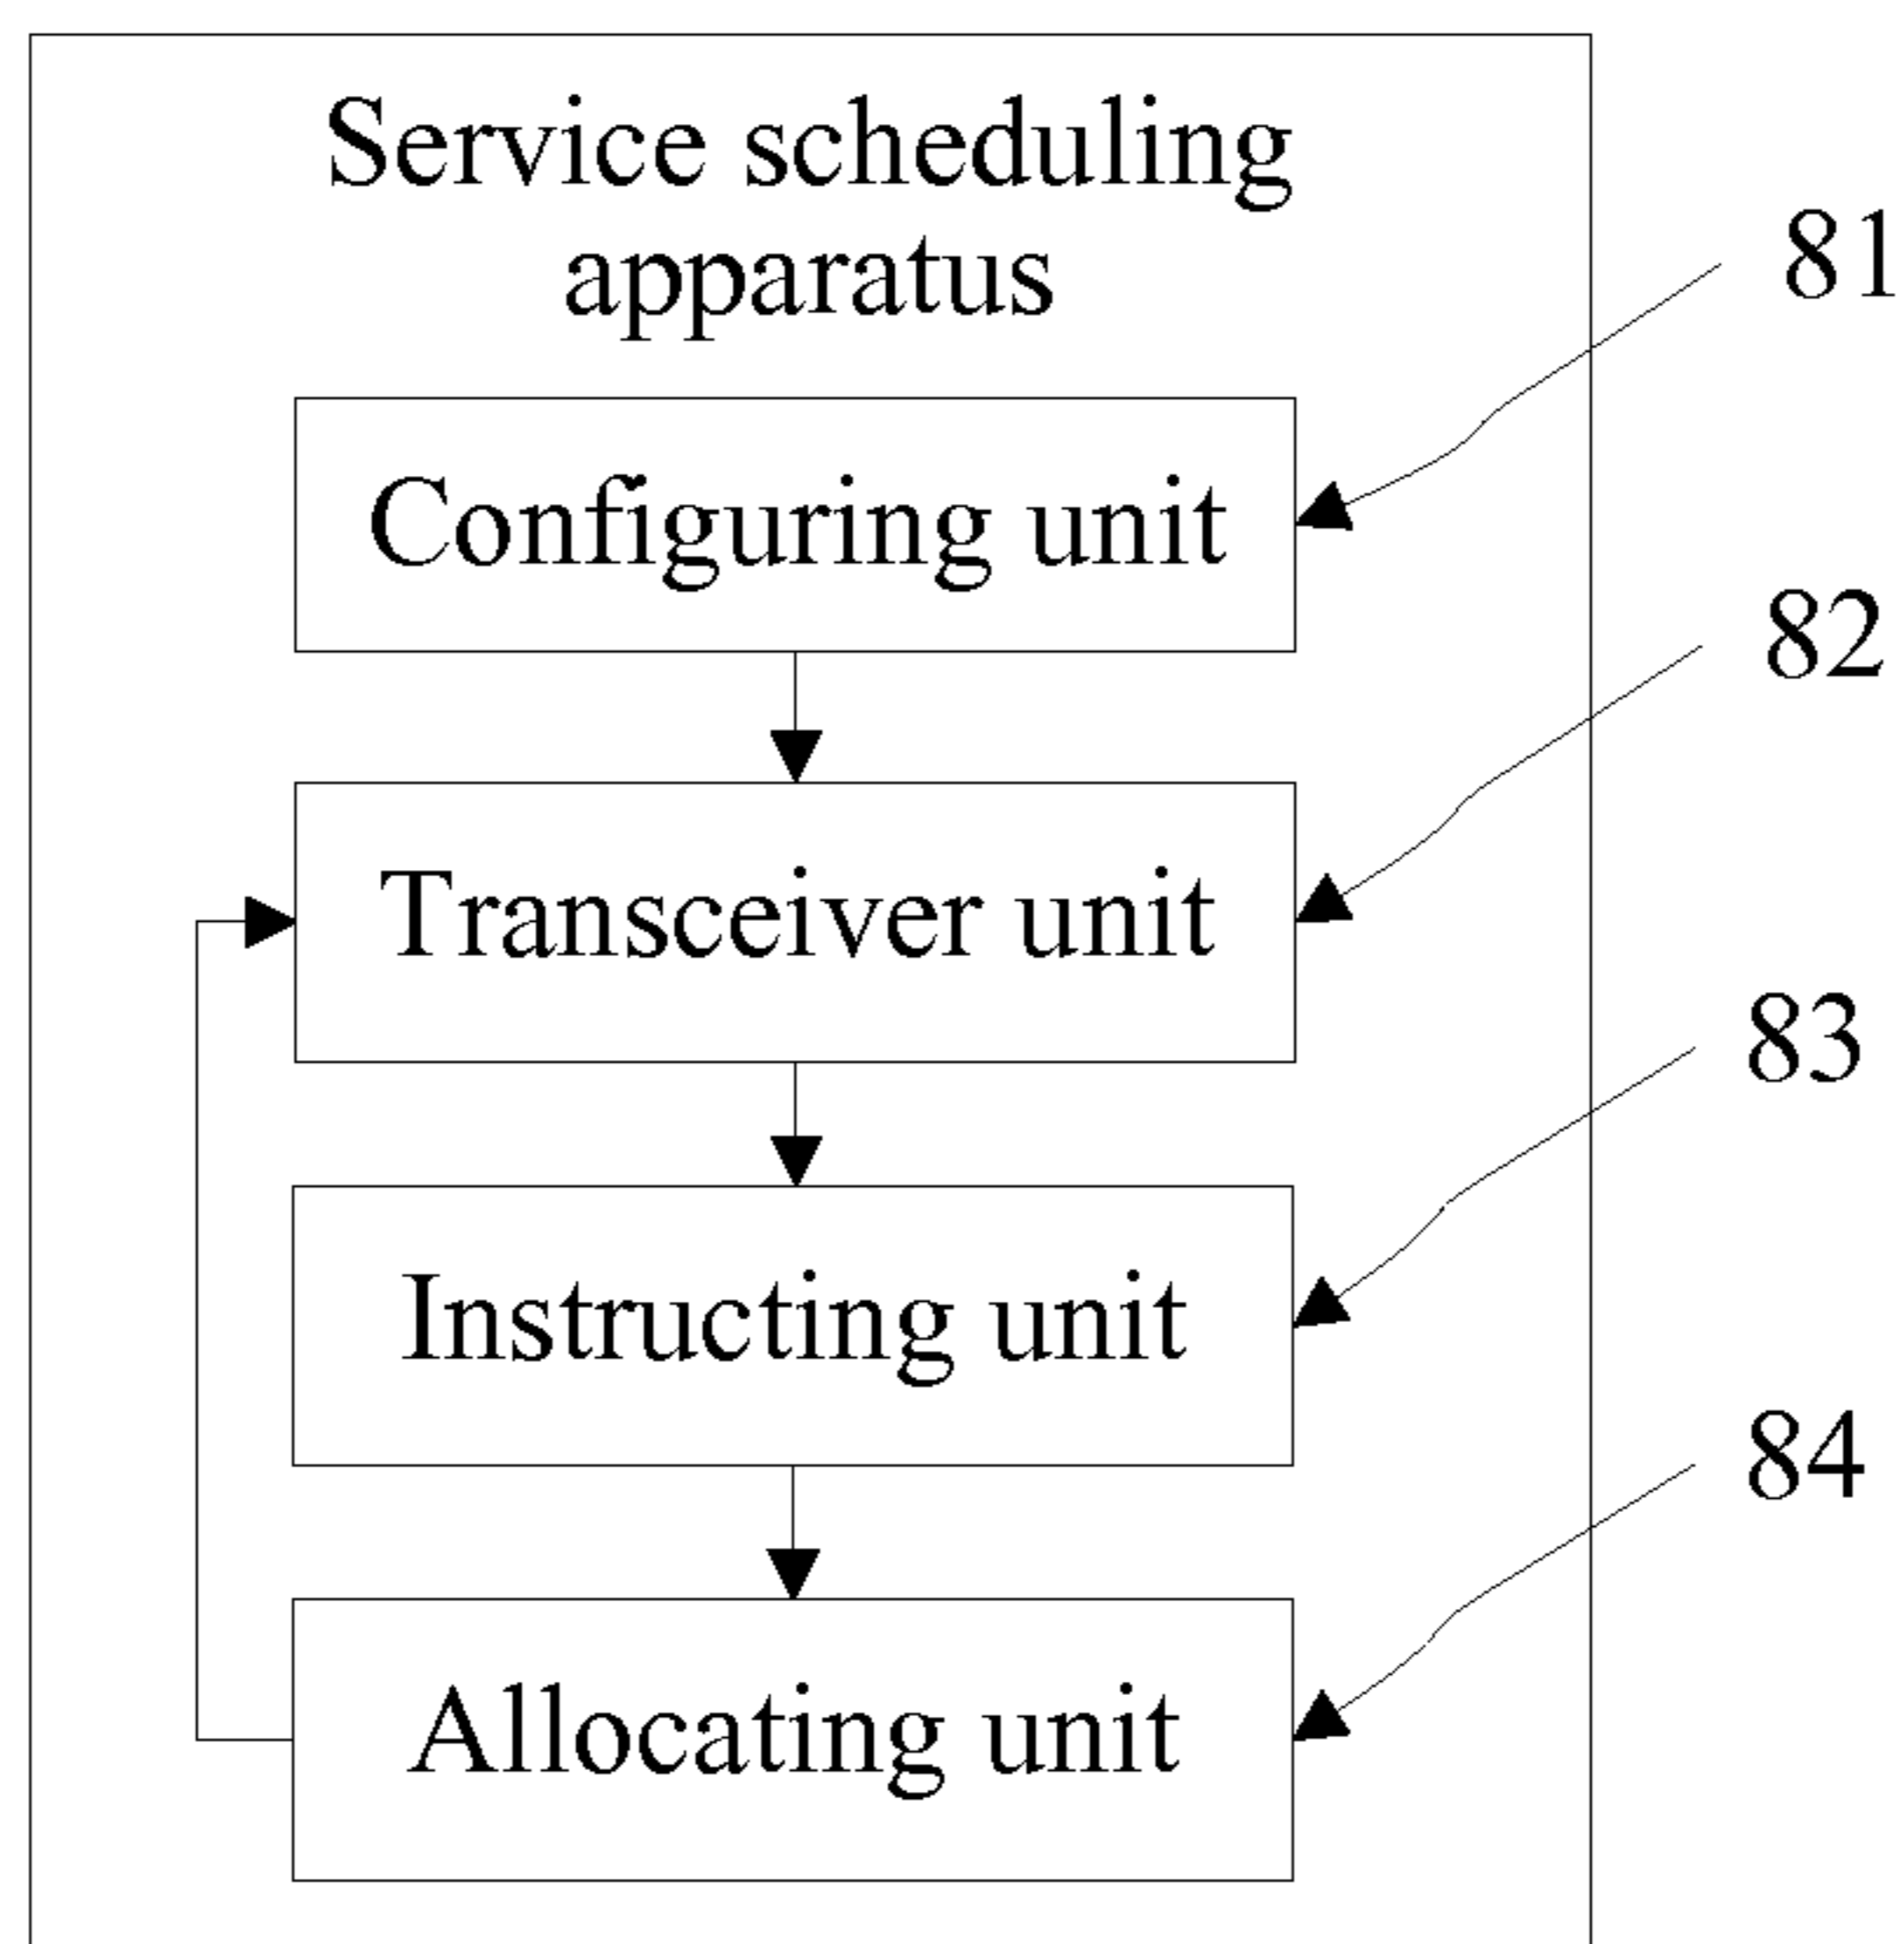 Service scheduling
apparatus
81
Configuring unit
82
Transceiver unit
83
Instructing unit
84
Allocating unit